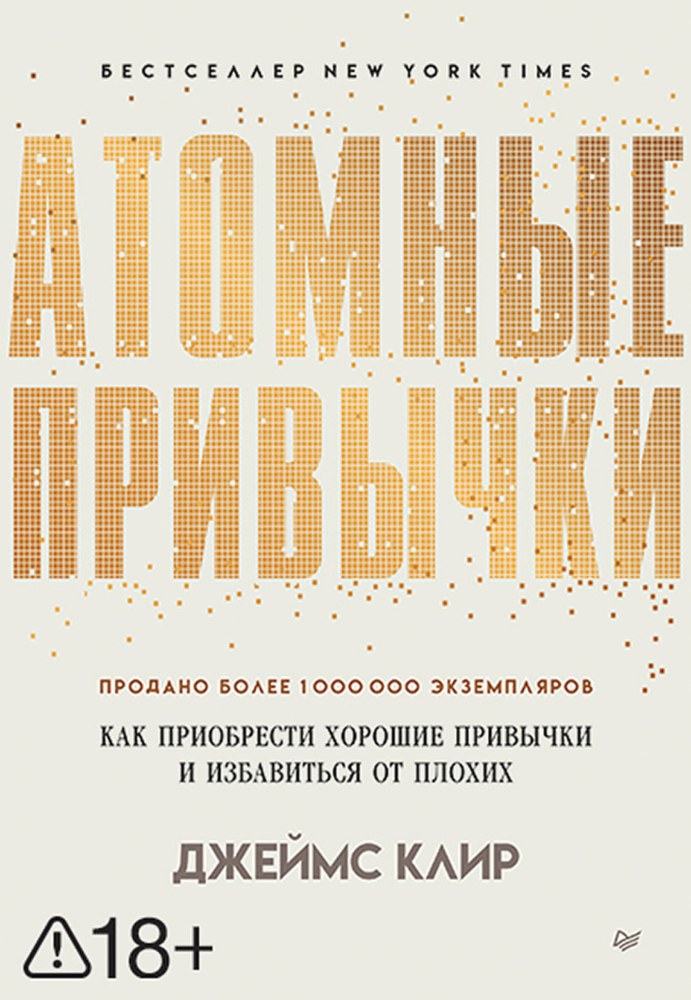 БЕСТСЕЛЛЕР NEW YORK TIMES
АТОМНЫЕ
ПРИВЫЧКИ
ПРОДАНО БОЛЕЕ 1 000 000 ЭКЗЕМПЛЯРОВ
КАК ПРИОБРЕСТИ ХОРОШИЕ ПРИВЫЧКИ
И ИЗБАВИТЬСЯ ОТ ПЛОХИХ
ДЖЕЙМС КЛИР
18+